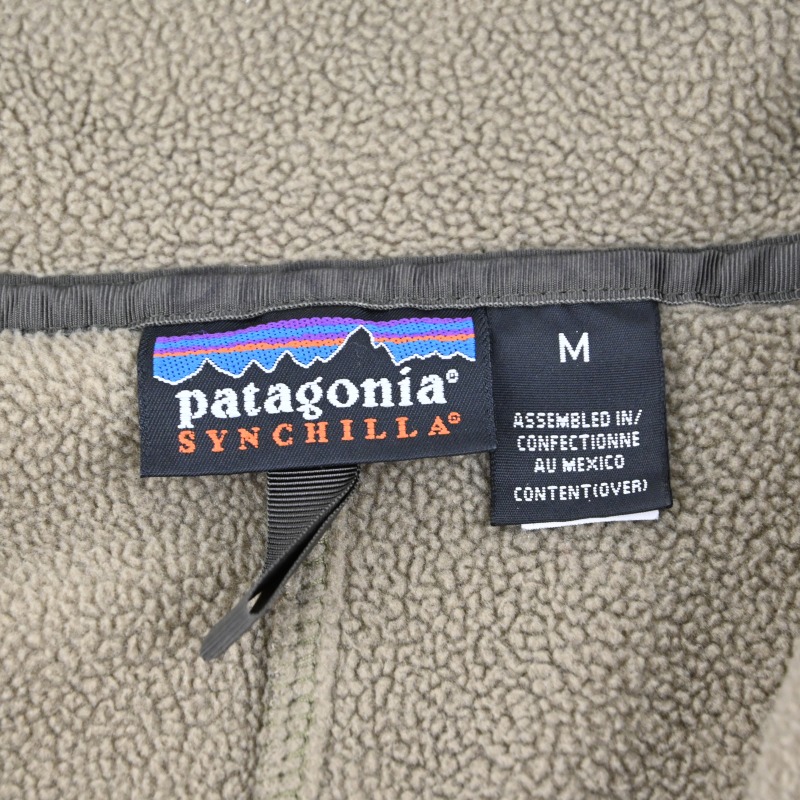 patagonia®
SYNCHILLA®
M
ASSEMBLED IN/
CONFECTIONNE
AU MEXICO
CONTENT(OVER)